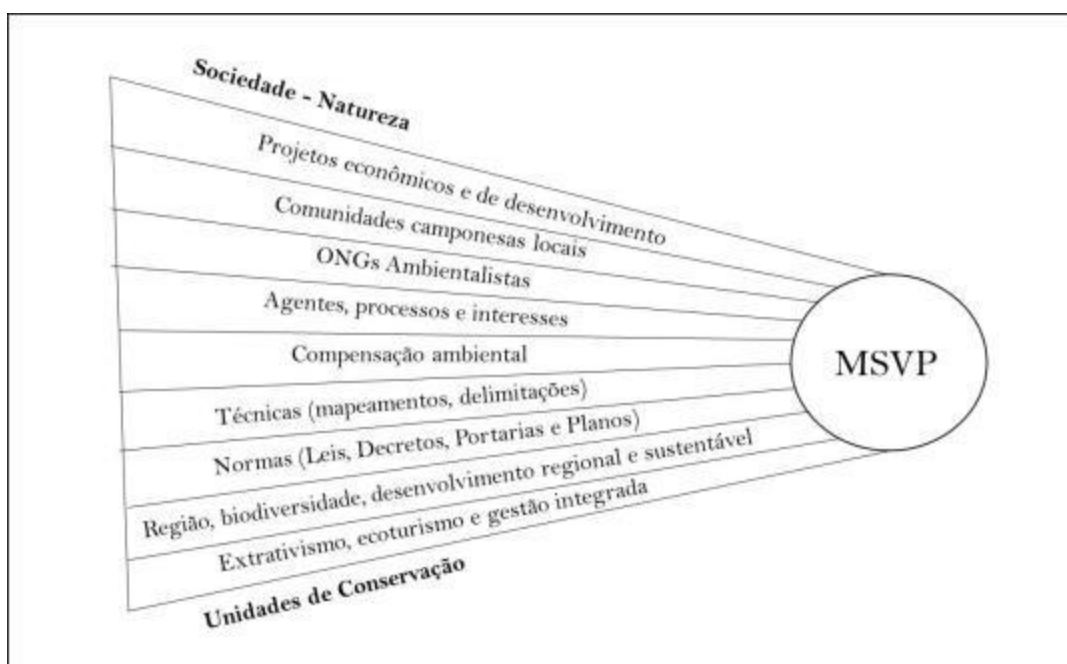 Sociedade - Natureza
Projetos econômicos e de desenvolvimento
Comunidades camponesas locais
ONGs Ambientalistas
Agentes, processos e interesses
Compensação ambiental
Técnicas (mapeamentos, delimitações)
Normas (Leis, Decretos, Portarias e Planos)
Região, biodiversidade, desenvolvimento regional e sustentável
Extrativismo, ecoturismo e gestão integrada
Unidades de Conservação
MSVP